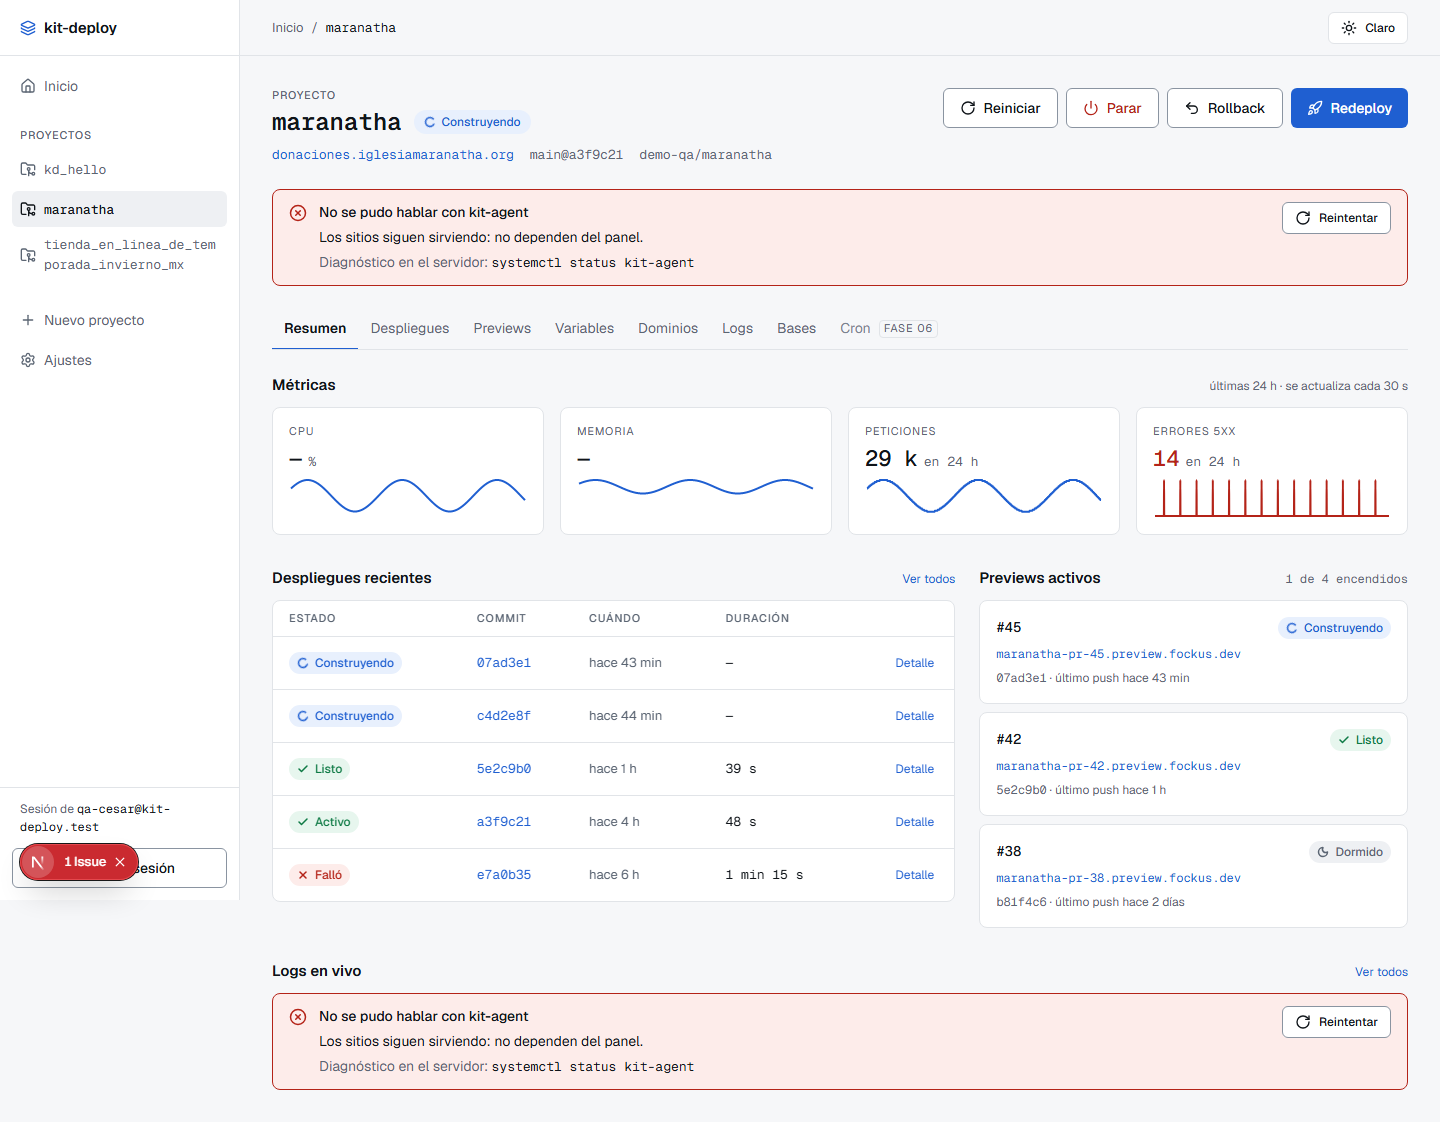 kit-deploy
Inicio / maranatha
Claro
Inicio
PROYECTOS
kd_hello
maranatha
tienda_en_linea_de_tem
porada_invierno_mx
Nuevo proyecto
Ajustes
Sesión de qa-cesar@kit-
deploy.test
1 Issue
sesión
PROYECTO
maranatha
Construyendo
Reiniciar
Parar
Rollback
Redeploy
donaciones.iglesiamaranatha.org main@a3f9c21 demo-qa/maranatha
No se pudo hablar con kit-agent
Los sitios siguen sirviendo: no dependen del panel.
Diagnóstico en el servidor: systemctl status kit-agent
Reintentar
Resumen Despliegues Previews Variables Dominios Logs Bases Cron FASE 06
Métricas
últimas 24 h · se actualiza cada 30 s
CPU
— %
MEMORIA
—
PETICIONES
29 k en 24 h
ERRORES 5XX
14 en 24 h
Despliegues recientes
Ver todos
ESTADO COMMIT CUÁNDO DURACIÓN
Construyendo 07ad3e1 hace 43 min — Detalle
Construyendo c4d2e8f hace 44 min — Detalle
Listo 5e2c9b0 hace 1 h 39 s Detalle
Activo a3f9c21 hace 4 h 48 s Detalle
Falló e7a0b35 hace 6 h 1 min 15 s Detalle
Previews activos
1 de 4 encendidos
#45
Construyendo
maranatha-pr-45.preview.fockus.dev
07ad3e1 · último push hace 43 min
#42
Listo
maranatha-pr-42.preview.fockus.dev
5e2c9b0 · último push hace 1 h
#38
Dormido
maranatha-pr-38.preview.fockus.dev
b81f4c6 · último push hace 2 días
Logs en vivo
Ver todos
No se pudo hablar con kit-agent
Los sitios siguen sirviendo: no dependen del panel.
Diagnóstico en el servidor: systemctl status kit-agent
Reintentar